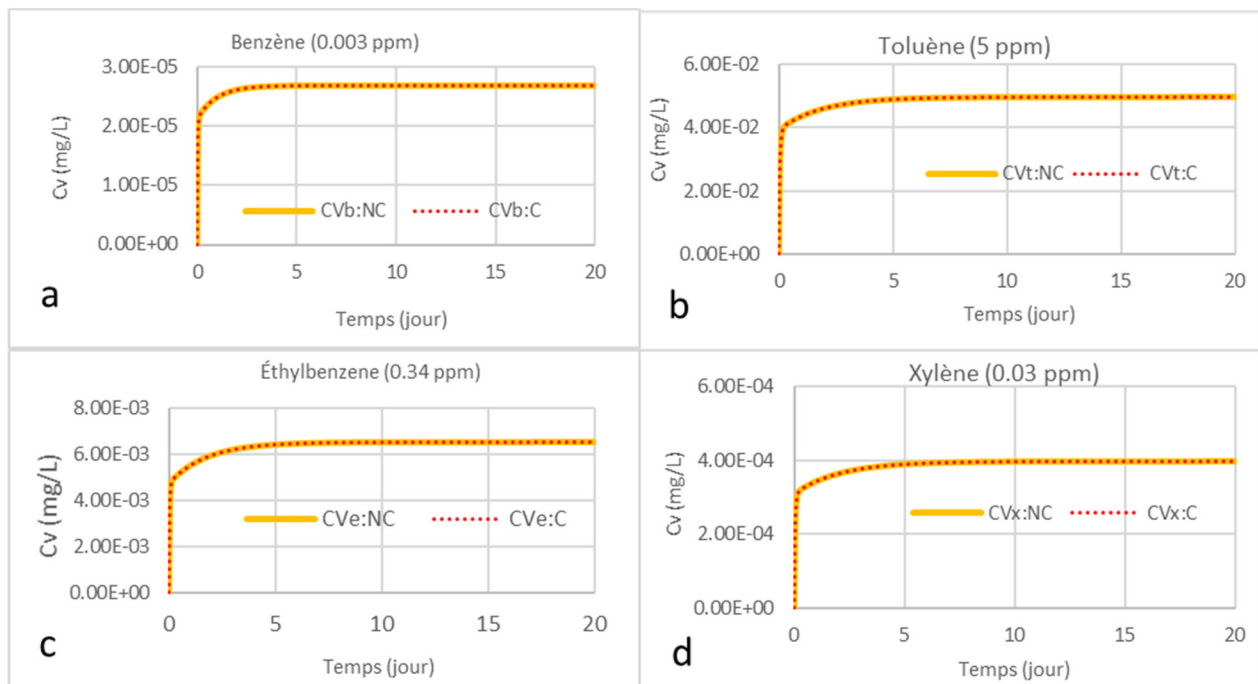 Benzène (0.003 ppm)
3.00E-05
2.00E-05
1.00E-05
0.00E+00
Cv (mg/L)
CVb:NC CVb:C
0 5 10 15 20
Temps (jour)
a
Toluène (5 ppm)
6.00E-02
4.00E-02
2.00E-02
0.00E+00
Cv (mg/L)
CVt:NC CVt:C
0 5 10 15 20
Temps (jour)
b
Éthylbenzene (0.34 ppm)
8.00E-03
6.00E-03
4.00E-03
2.00E-03
0.00E+00
Cv (mg/L)
CVe:NC CVe:C
0 5 10 15 20
Temps (jour)
c
Xylène (0.03 ppm)
6.00E-04
4.00E-04
2.00E-04
0.00E+00
Cv (mg/L)
CVx:NC CVx:C
0 5 10 15 20
Temps (jour)
d